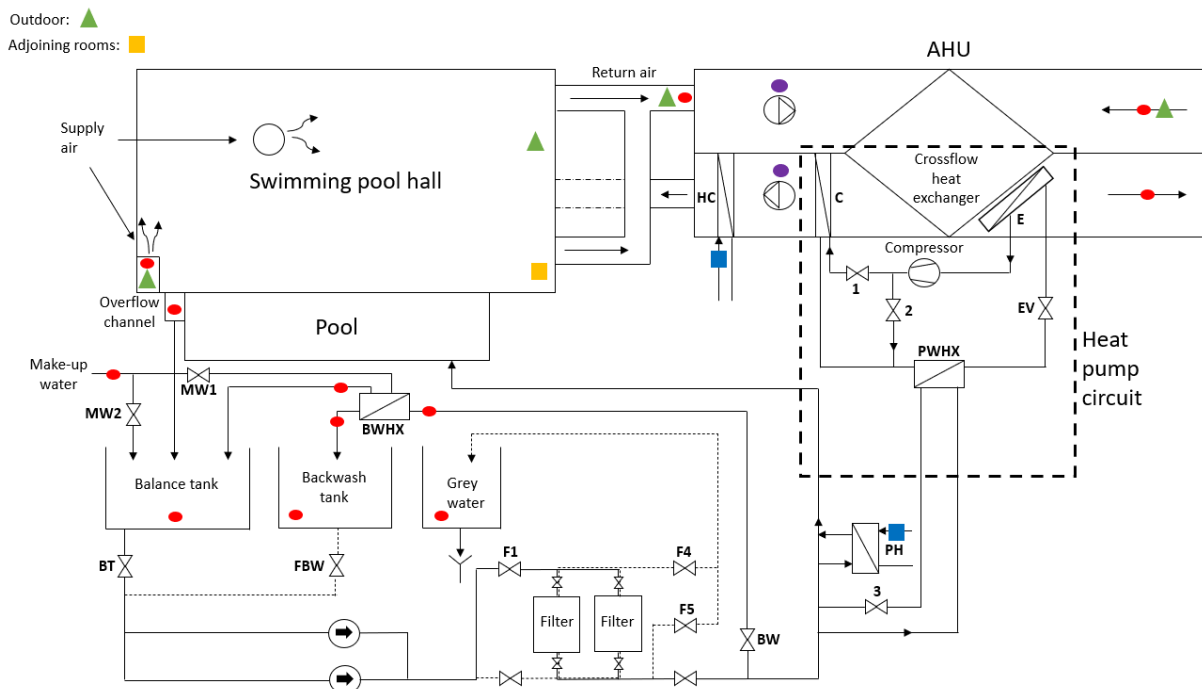 Outdoor:
Adjoining rooms:
AHU
Return air
Supply
air
Swimming pool hall
Crossflow
heat
exchanger
HC
C
E
Compressor
1
2
EV
Overflow
channel
Pool
PWHX
Heat
pump
circuit
Make-up
water
MW1
MW2
BWHX
Balance tank
Backwash
tank
Grey
water
BT
FBW
F1
F4
PH
3
Filter
Filter
F5
BW